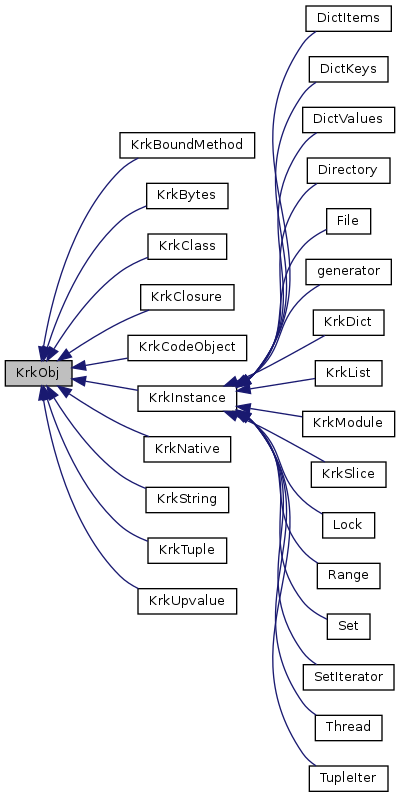 KrkObj
KrkBoundMethod
KrkBytes
KrkClass
KrkClosure
KrkCodeObject
KrkInstance
KrkNative
KrkString
KrkTuple
KrkUpvalue
DictItems
DictKeys
DictValues
Directory
File
generator
KrkDict
KrkList
KrkModule
KrkSlice
Lock
Range
Set
SetIterator
Thread
TupleIter